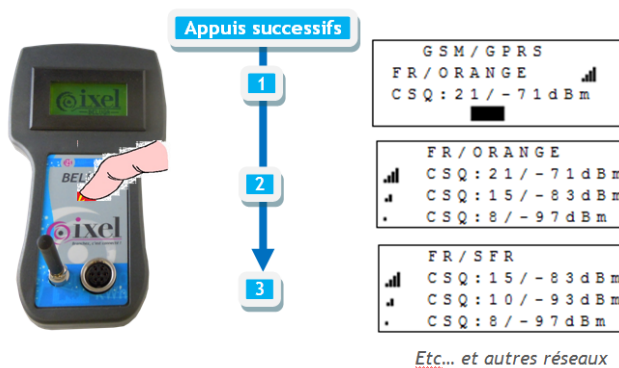 Appuis successifs
ixel
BEL
ixel
1
2
3
GSM/GPRS
FR/ORANGE
CSQ:21/-71dBm
FR/ORANGE
CSQ:21/-71dBm
CSQ:15/-83dBm
CSQ:8/-97dBm
FR/SFR
CSQ:15/-83dBm
CSQ:10/-93dBm
CSQ:8/-97dBm
Etc… et autres réseaux